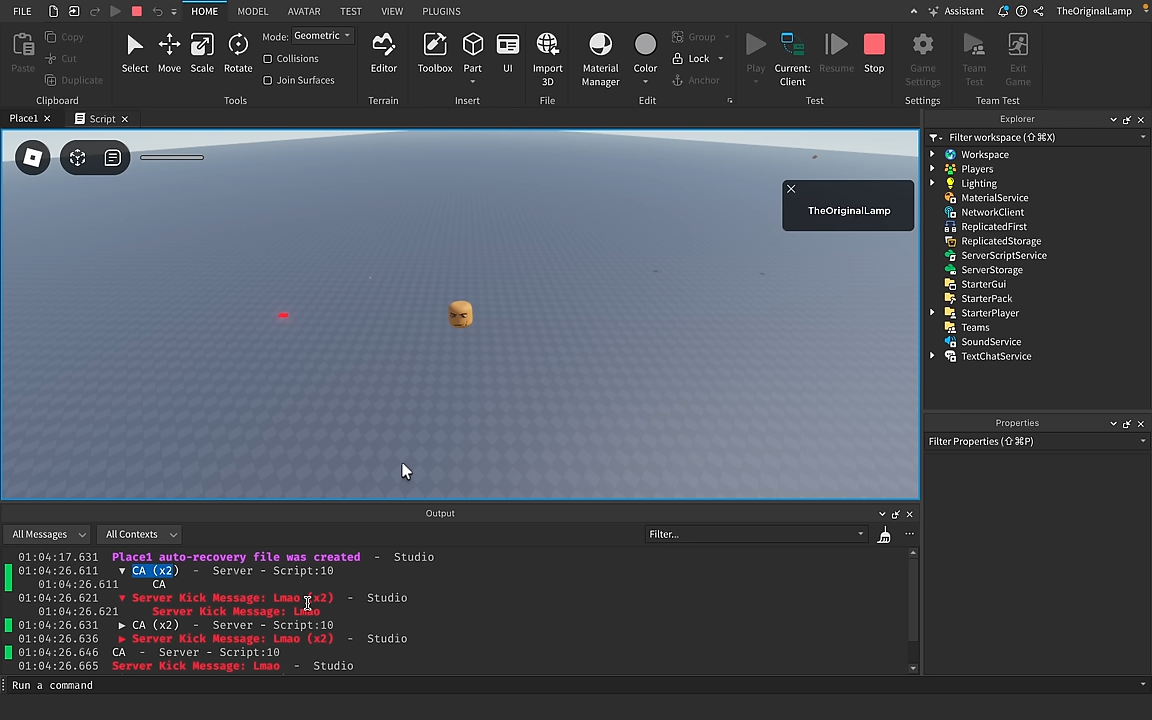 FILE HOME MODEL AVATAR TEST VIEW PLUGINS Assistant TheOriginalLamp
Paste Copy Cut Duplicate
Clipboard
Select Move Scale Rotate
Mode: Geometric
Collisions
Join Surfaces
Tools
Editor
Terrain
Toolbox Part UI
Insert
Import 3D
File
Material Manager Color Group Lock Anchor
Edit
Play Current: Client Resume Stop
Test
Game Settings
Settings
Team Test Exit Game
Team Test
Place1 Script
TheOriginalLamp
Explorer
Filter workspace (⇧⌘X)
Workspace
Players
Lighting
MaterialService
NetworkClient
ReplicatedFirst
ReplicatedStorage
ServerScriptService
ServerStorage
StarterGui
StarterPack
StarterPlayer
Teams
SoundService
TextChatService
Properties
Filter Properties (⇧⌘P)
Output
All Messages All Contexts Filter...
01:04:17.631 Place1 auto-recovery file was created - Studio
01:04:26.611 ▼ CA (x2) - Server - Script:10
01:04:26.611 CA
01:04:26.621 ▼ Server Kick Message: Lmao (x2) - Studio
01:04:26.621 Server Kick Message: Lmao
01:04:26.631 ▶ CA (x2) - Server - Script:10
01:04:26.636 ▶ Server Kick Message: Lmao (x2) - Studio
01:04:26.646 CA - Server - Script:10
01:04:26.665 Server Kick Message: Lmao - Studio
Run a command